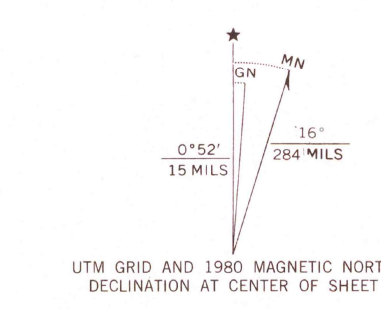 ★
MN
GN
16°
284 MILS
0°52'
15 MILS
UTM GRID AND 1980 MAGNETIC NORT
DECLINATION AT CENTER OF SHEET